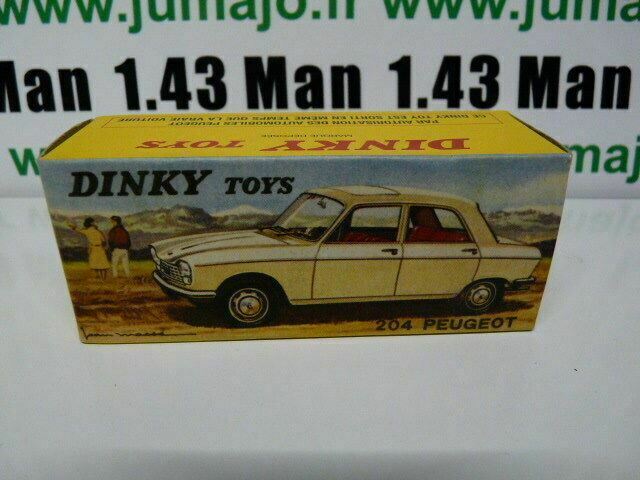 www.jumajo.fr www.jumajo.f
Man 1.43 Man 1.43 Man
jumajo
PAR AUTORISATION DES AUTOMOBILES PEUGEOT
CE DINKY TOY EST SORTI EN MÊME TEMPS QUE LA VRAIE VOITURE
MARQUE DÉPOSÉE
DINKY TOYS
DINKY TOYS
204 PEUGEOT